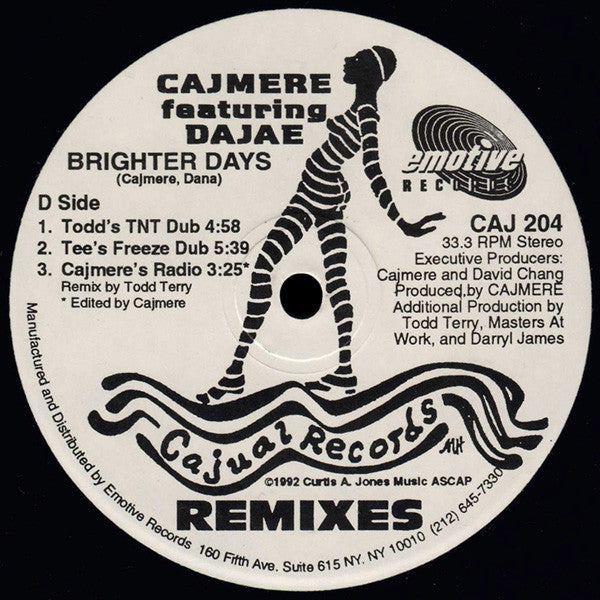 CAJMERE
featuring
DAJAE
BRIGHTER DAYS
(Cajmere, Dana)
D Side
1. Todd's TNT Dub 4:58
2. Tee's Freeze Dub 5:39
3. Cajmere's Radio 3:25*
Remix by Todd Terry
* Edited by Cajmere
emotive
RECORDS
CAJ 204
33.3 RPM Stereo
Executive Producers:
Cajmere and David Chang
Produced by CAJMERE
Additional Production by
Todd Terry, Masters At
Work, and Darryl James
Cajual Records
©1992 Curtis A. Jones Music ASCAP
REMIXES
Manufactured and Distributed by Emotive Records 160 Fifth Ave. Suite 615 NY. NY 10010 (212) 645-7330